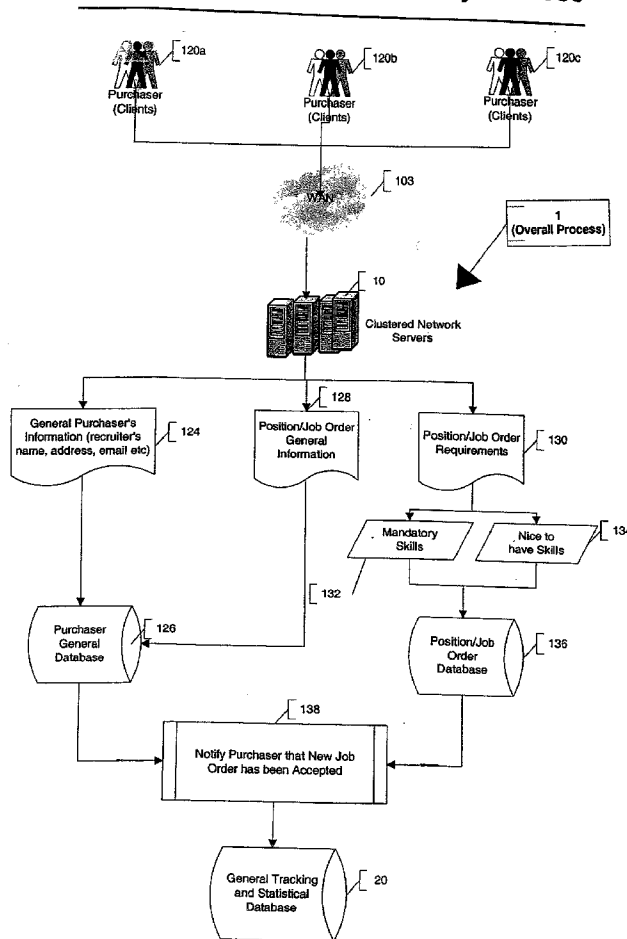 120a
120b
120c
Purchaser
(Clients)
Purchaser
(Clients)
Purchaser
(Clients)
103
WAN
1
(Overall Process)
10
Clustered Network
Servers
128
General Purchaser's
Information (recruiter's
name, address, email etc)
124
Position/Job Order
General
Information
Position/Job Order
Requirements
130
Mandatory
Skills
Nice to
have Skills
132
Purchaser
General
Database
126
Position/Job
Order
Database
136
138
Notify Purchaser that New Job
Order has been Accepted
General Tracking
and Statistical
Database
20